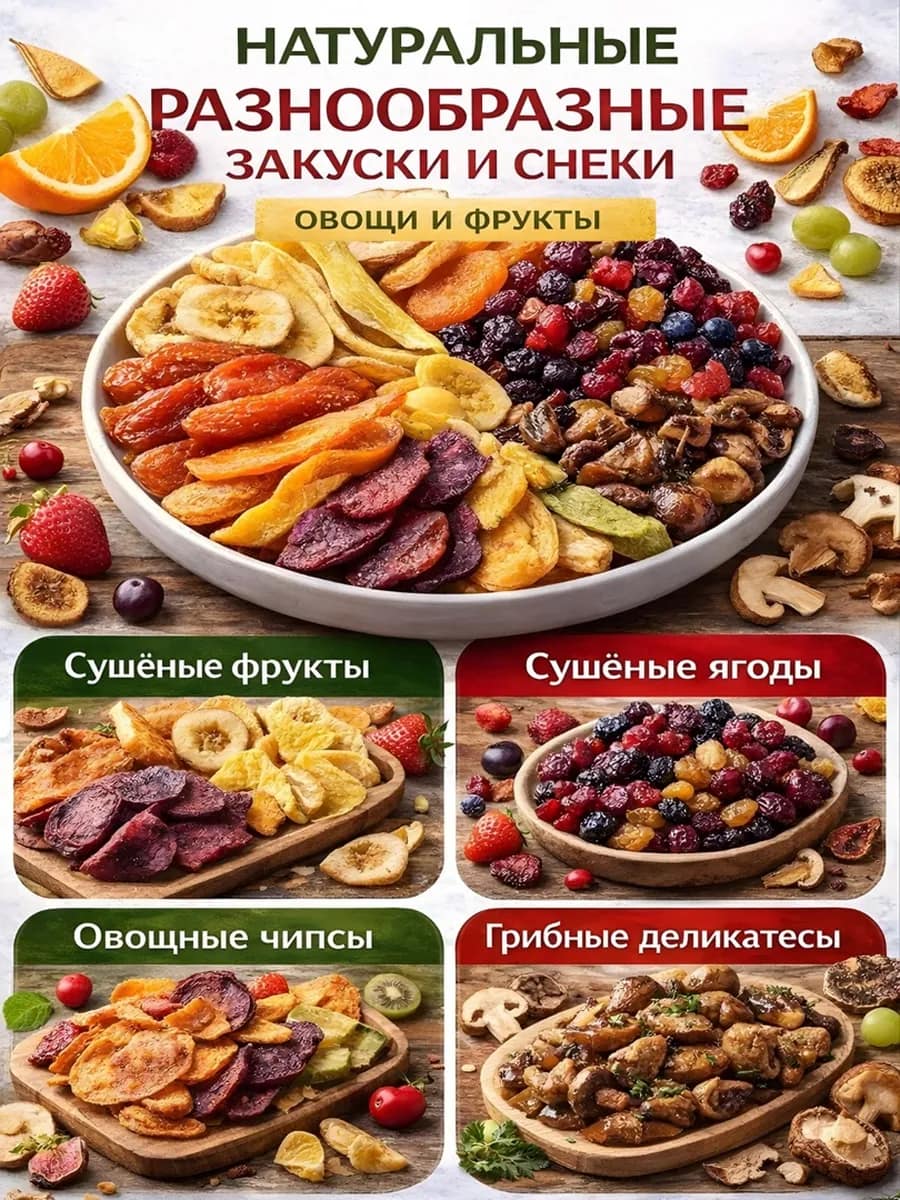 НАТУРАЛЬНЫЕ
РАЗНООБРАЗНЫЕ
ЗАКУСКИ И СНЕКИ
ОВОЩИ И ФРУКТЫ
Сушёные фрукты
Сушёные ягоды
Овощные чипсы
Грибные деликатесы